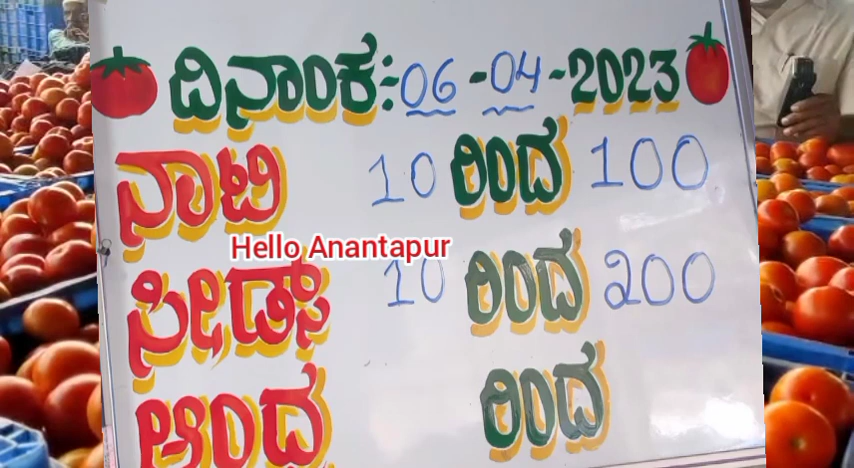 ದಿನಾಂಕ:06-04-2023
ನಾಟಿ 10 ರಿಂದ 100
Hello Anantapur
ಸೀಡ್ಸ್ 10 ರಿಂದ 200
ಆಂಧ್ರ ರಿಂದ